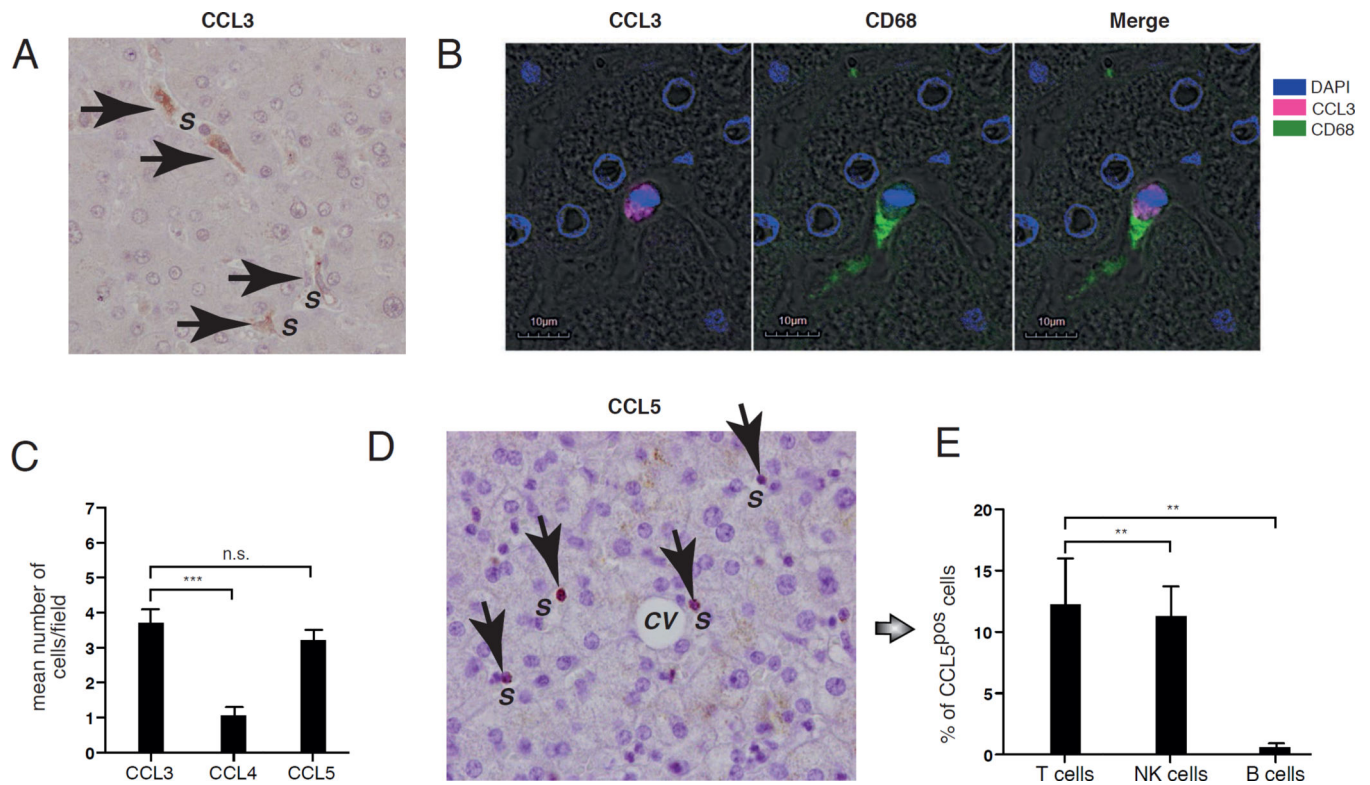 A
CCL3
S
S
S
B
CCL3
CD68
Merge
10µm
10µm
10µm
DAPI
CCL3
CD68
C
mean number of
cells/field
7
6
5
4
3
2
1
0
n.s.
***
CCL3
CCL4
CCL5
D
CCL5
S
S
CV
S
S
E
% of CCL5pos cells
20
15
10
5
0
**
**
T cells
NK cells
B cells